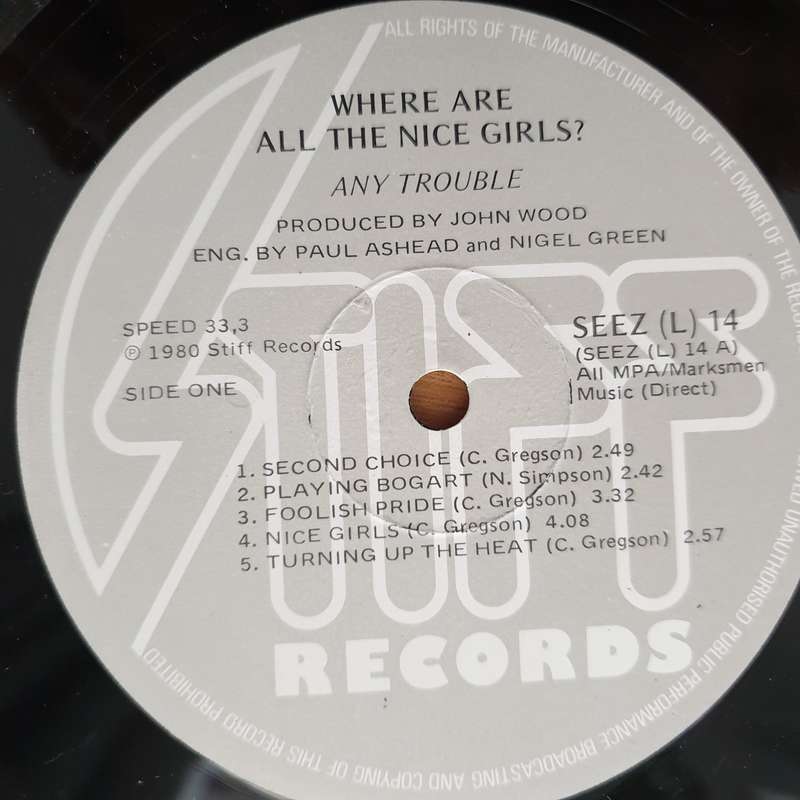 WHERE ARE
ALL THE NICE GIRLS?
ANY TROUBLE
PRODUCED BY JOHN WOOD
ENG. BY PAUL ASHEAD and NIGEL GREEN
SPEED 33,3
℗ 1980 Stiff Records
SIDE ONE
SEEZ (L) 14
(SEEZ (L) 14 A)
All MPA/Marksmen
Music (Direct)
1. SECOND CHOICE (C. Gregson) 2.49
2. PLAYING BOGART (N. Simpson) 2.42
3. FOOLISH PRIDE (C. Gregson) 3.32
4. NICE GIRLS (C. Gregson) 4.08
5. TURNING UP THE HEAT (C. Gregson) 2.57
STIFF
RECORDS
ALL RIGHTS OF THE MANUFACTURER AND OF THE OWNER OF THE RECORDED UNAUTHORISED PUBLIC PERFORMANCE BROADCASTING AND COPYING OF THIS RECORD PROHIBITED